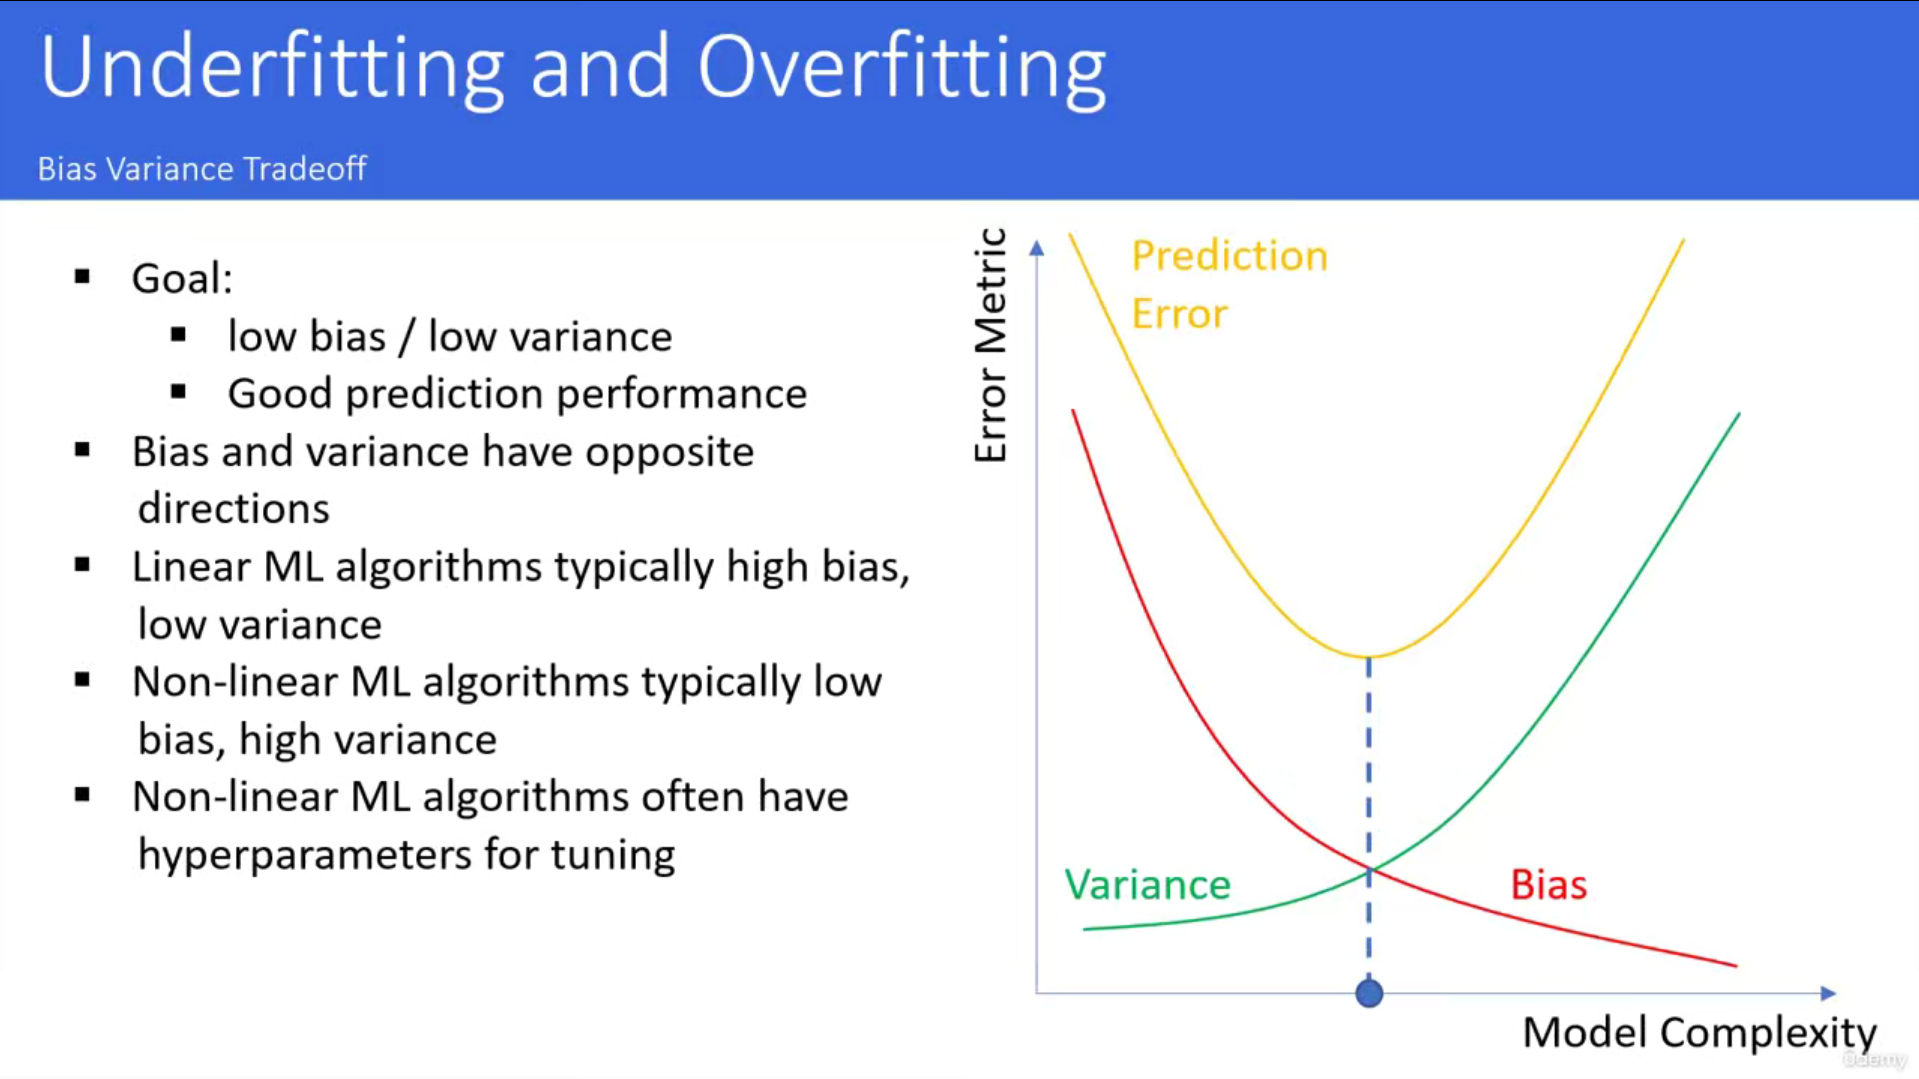 Underfitting and Overfitting
Bias Variance Tradeoff
▪ Goal:
▪ low bias / low variance
▪ Good prediction performance
▪ Bias and variance have opposite
directions
▪ Linear ML algorithms typically high bias,
low variance
▪ Non-linear ML algorithms typically low
bias, high variance
▪ Non-linear ML algorithms often have
hyperparameters for tuning
Error Metric
Prediction
Error
Variance
Bias
Model Complexity
ûdemy